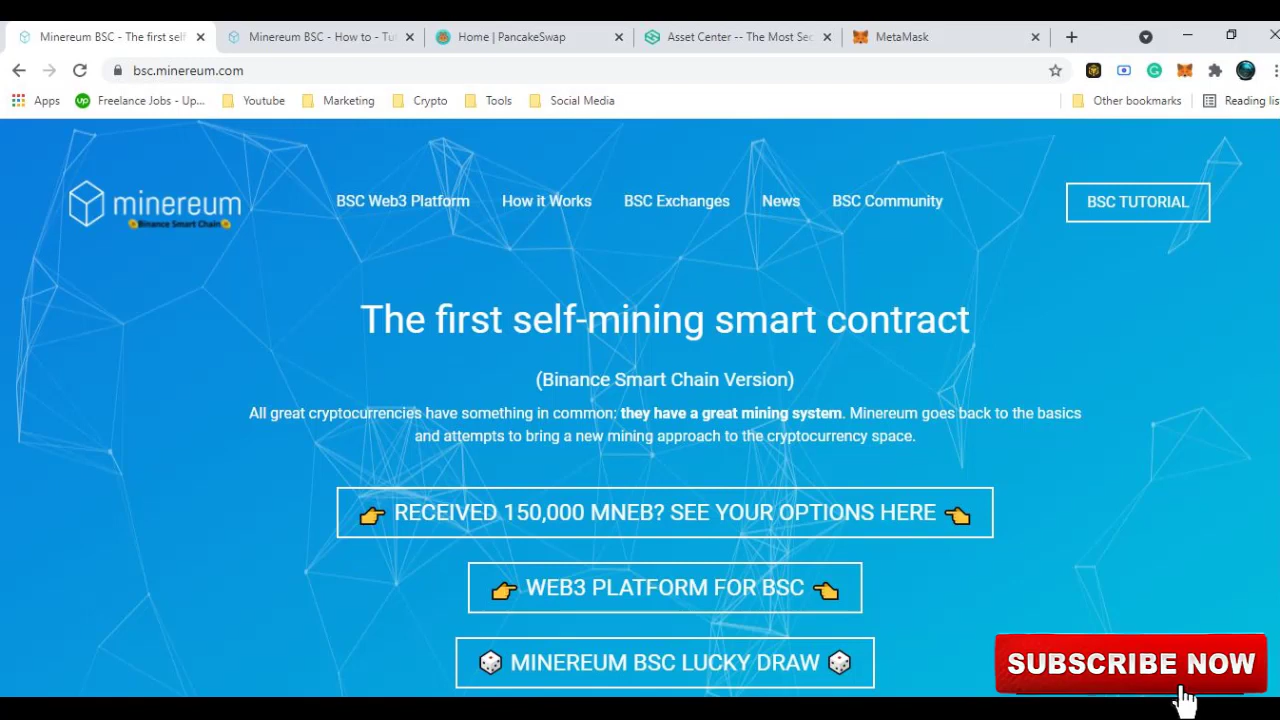 Minereum BSC - The first self
Minereum BSC - How to - Tut
Home | PancakeSwap
Asset Center -- The Most Sec
MetaMask
bsc.minereum.com
Apps
up
Freelance Jobs - Up...
Youtube
Marketing
Crypto
Tools
Social Media
Other bookmarks
Reading lis
minereum
Binance Smart Chain
BSC Web3 Platform
How it Works
BSC Exchanges
News
BSC Community
BSC TUTORIAL
The first self-mining smart contract
(Binance Smart Chain Version)
All great cryptocurrencies have something in common; they have a great mining system. Minereum goes back to the basics
and attempts to bring a new mining approach to the cryptocurrency space.
RECEIVED 150,000 MNEB? SEE YOUR OPTIONS HERE
WEB3 PLATFORM FOR BSC
MINEREUM BSC LUCKY DRAW
SUBSCRIBE NOW